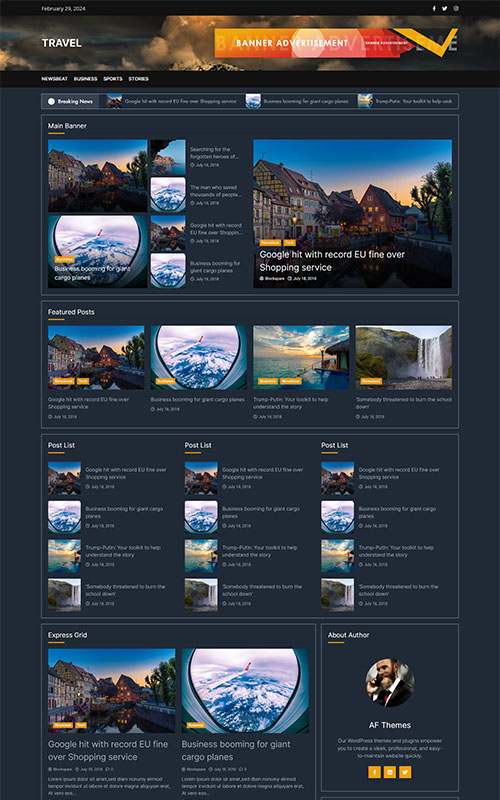 February 29, 2024
TRAVEL
BANNER ADVERTISEMENT
BANNER ADVERTISEMENT
NEWSBEAT BUSINESS SPORTS STORIES
Breaking News
Google hit with record EU fine over Shopping service
Business booming for giant cargo planes
Trump-Putin: Your toolkit to help
Main Banner
Business
Business booming for giant
cargo planes
Searching for the
forgotten heroes of...
July 19, 2018
The man who saved
thousands of people...
July 19, 2018
Google hit with record
EU fine over Shoppin...
July 18, 2018
Business booming for
giant cargo planes
July 18, 2018
Newsbeat Tech
Google hit with record EU fine over
Shopping service
Blockspare July 18, 2018
Featured Posts
Newsbeat Tech
Google hit with record EU fine over
Shopping service
July 18, 2018
Business
Business booming for giant cargo planes
July 18, 2018
Business Newsbeat
Trump-Putin: Your toolkit to help
understand the story
July 18, 2018
Newsbeat
'Somebody threatened to burn the school
down'
July 18, 2018
Post List
Google hit with record EU fine over
Shopping service
July 18, 2018
Business booming for giant cargo
planes
July 18, 2018
Trump-Putin: Your toolkit to help
understand the story
July 18, 2018
'Somebody threatened to burn the
school down'
July 18, 2018
Post List
Google hit with record EU fine over
Shopping service
July 18, 2018
Business booming for giant cargo
planes
July 18, 2018
Trump-Putin: Your toolkit to help
understand the story
July 18, 2018
'Somebody threatened to burn the
school down'
July 18, 2018
Post List
Google hit with record EU fine over
Shopping service
July 18, 2018
Business booming for giant cargo
planes
July 18, 2018
Trump-Putin: Your toolkit to help
understand the story
July 18, 2018
'Somebody threatened to burn the
school down'
July 18, 2018
Express Grid
Newsbeat Tech
Google hit with record EU fine over
Shopping service
Blockspare July 18, 2018
Lorem ipsum dolor sit amet,sed diam nonumy
eirmod tempor invidunt ut labore et dolore magna aliquyam erat,
At vero eos...
Business
Business booming for giant
cargo planes
Blockspare July 18, 2018
Lorem ipsum dolor sit amet,sed diam nonumy
At vero eos...
About Author
AF Themes
Our WordPress themes and plugins empower
you to create a sleek, professional, and easy-
to-maintain website quickly.